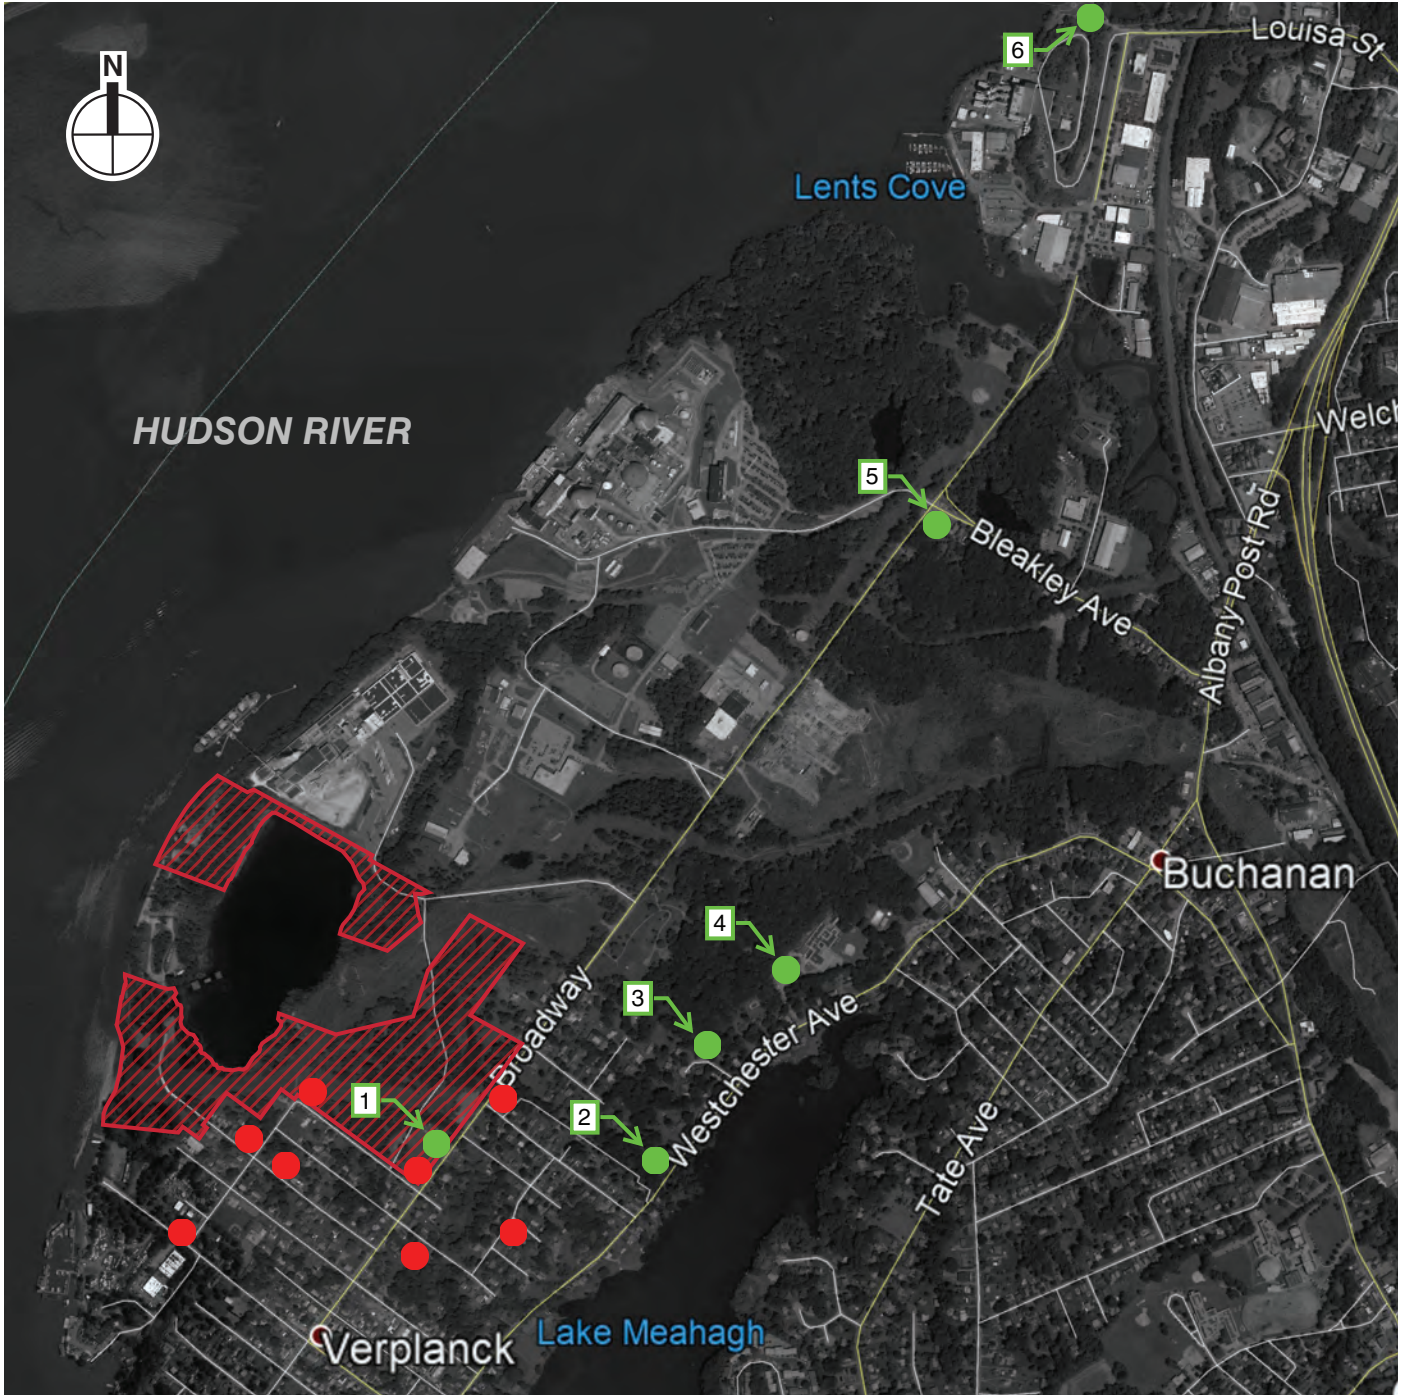 6
Louisa St
N
Lents Cove
HUDSON RIVER
Welch
5
Bleakley Ave
Albany Post Rd
Buchanan
4
3
Broadway
Westchester Ave
1
2
Tate Ave
Verplanck
Lake Meahagh